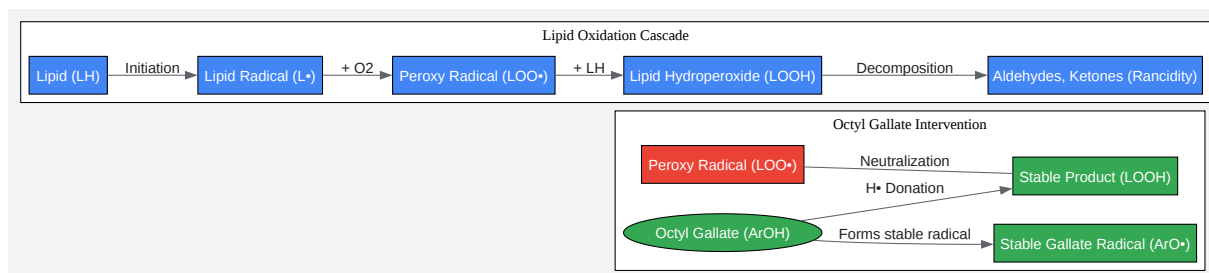 Lipid Oxidation Cascade
Lipid (LH)
Initiation
Lipid Radical (L•)
+ O2
Peroxy Radical (LOO•)
+ LH
Lipid Hydroperoxide (LOOH)
Decomposition
Aldehydes, Ketones (Rancidity)
Octyl Gallate Intervention
Peroxy Radical (LOO•)
Neutralization
Stable Product (LOOH)
H• Donation
Octyl Gallate (ArOH)
Forms stable radical
Stable Gallate Radical (ArO•)